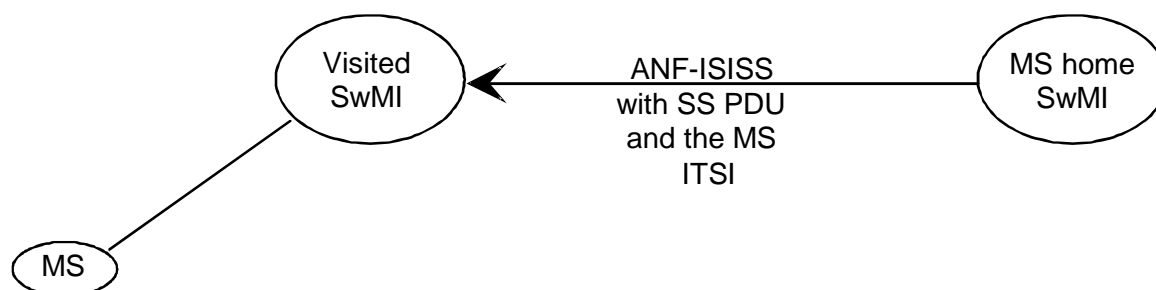 Visited
SwMI
ANF-ISISS
with SS PDU
and the MS
ITSI
MS home
SwMI
MS